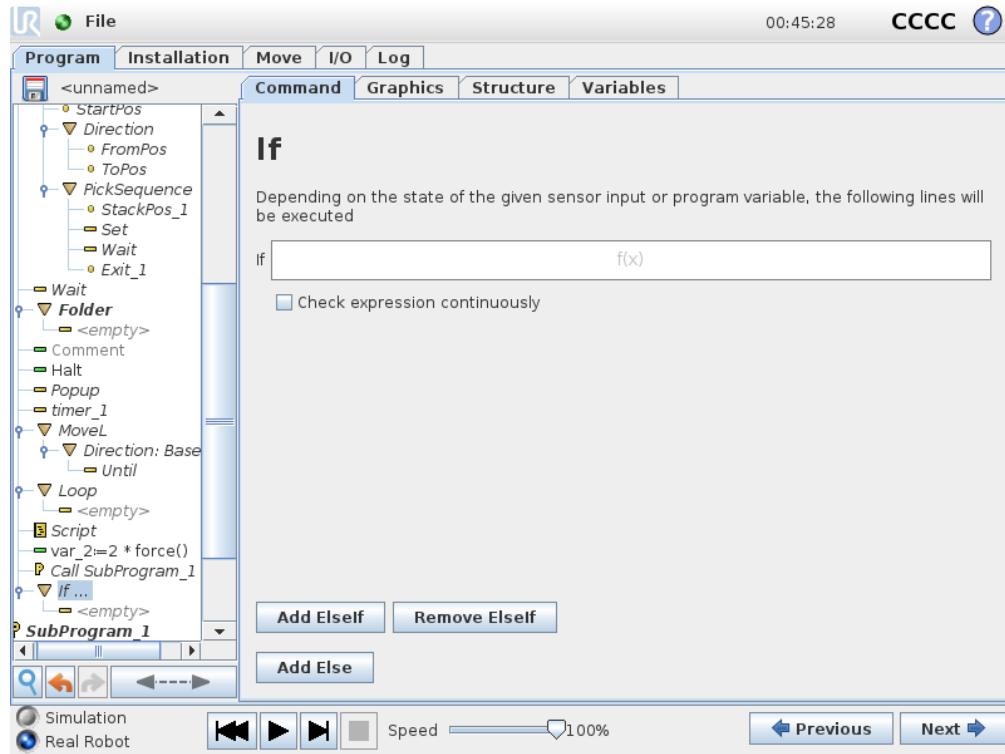 UR File 00:45:28 CCCC ?
Program Installation Move I/O Log
<unnamed>
Command Graphics Structure Variables
StartPos
Direction
FromPos
ToPos
PickSequence
StackPos_1
Set
Wait
Exit_1
Wait
Folder
<empty>
Comment
Halt
Popup
timer_1
MoveL
Direction: Base
Until
Loop
<empty>
Script
var_2:=2 * force()
P Call SubProgram_1
If ...
<empty>
P SubProgram_1
If
Depending on the state of the given sensor input or program variable, the following lines will
be executed
If f(x)
Check expression continuously
Add ElseIf Remove ElseIf
Add Else
Simulation
Real Robot
Speed 100%
Previous Next